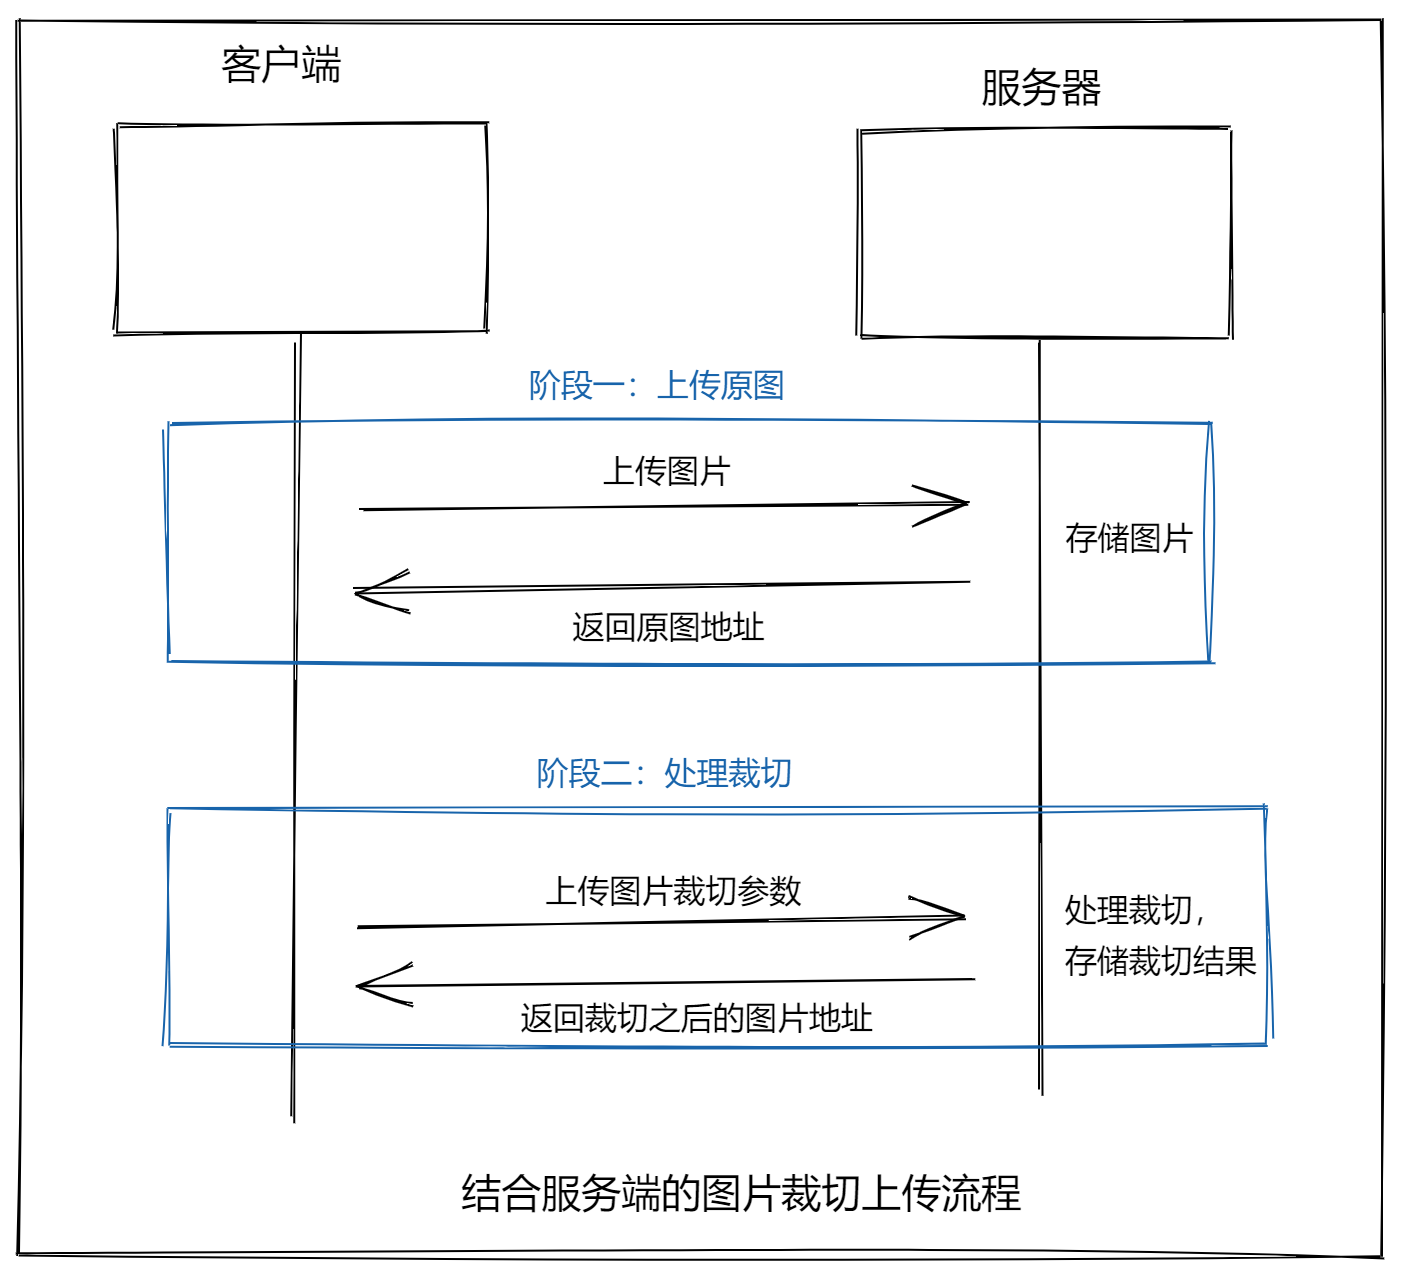 客户端
服务器
阶段一：上传原图
上传图片
存储图片
返回原图地址
阶段二：处理裁切
上传图片裁切参数
处理裁切，
存储裁切结果
返回裁切之后的图片地址
结合服务端的图片裁切上传流程